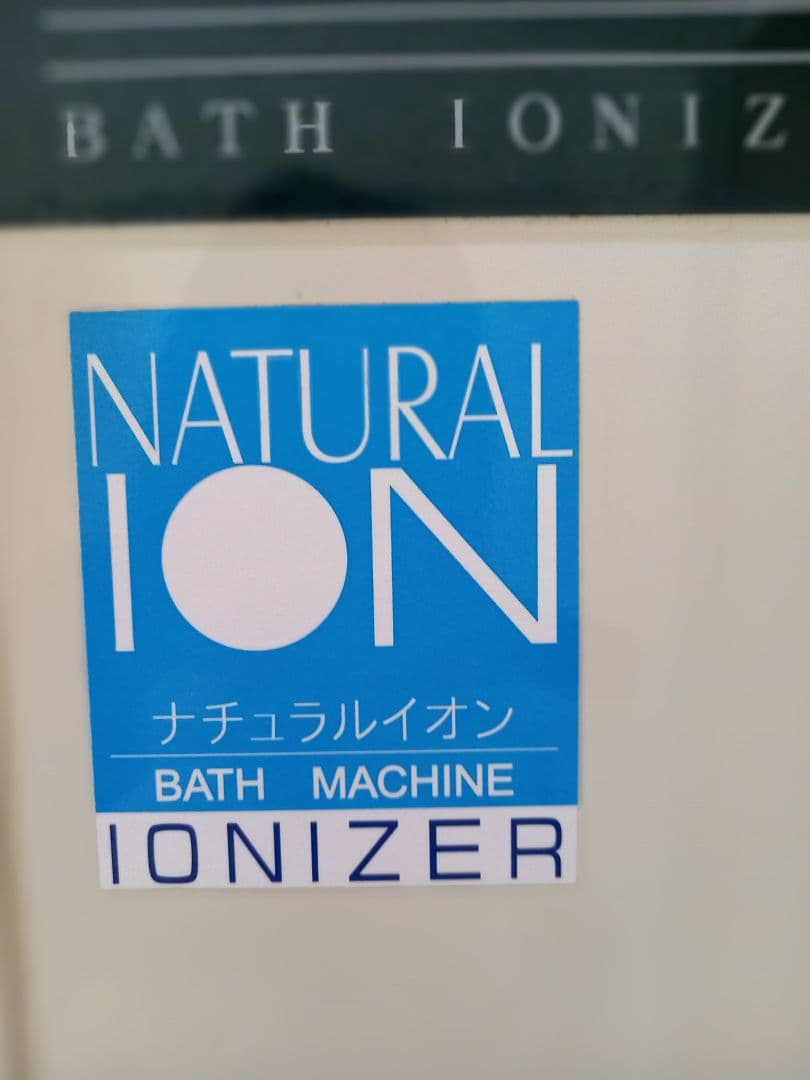 BATH IONIZ
NATURAL
ION
ナチュラルイオン
BATH MACHINE
IONIZER